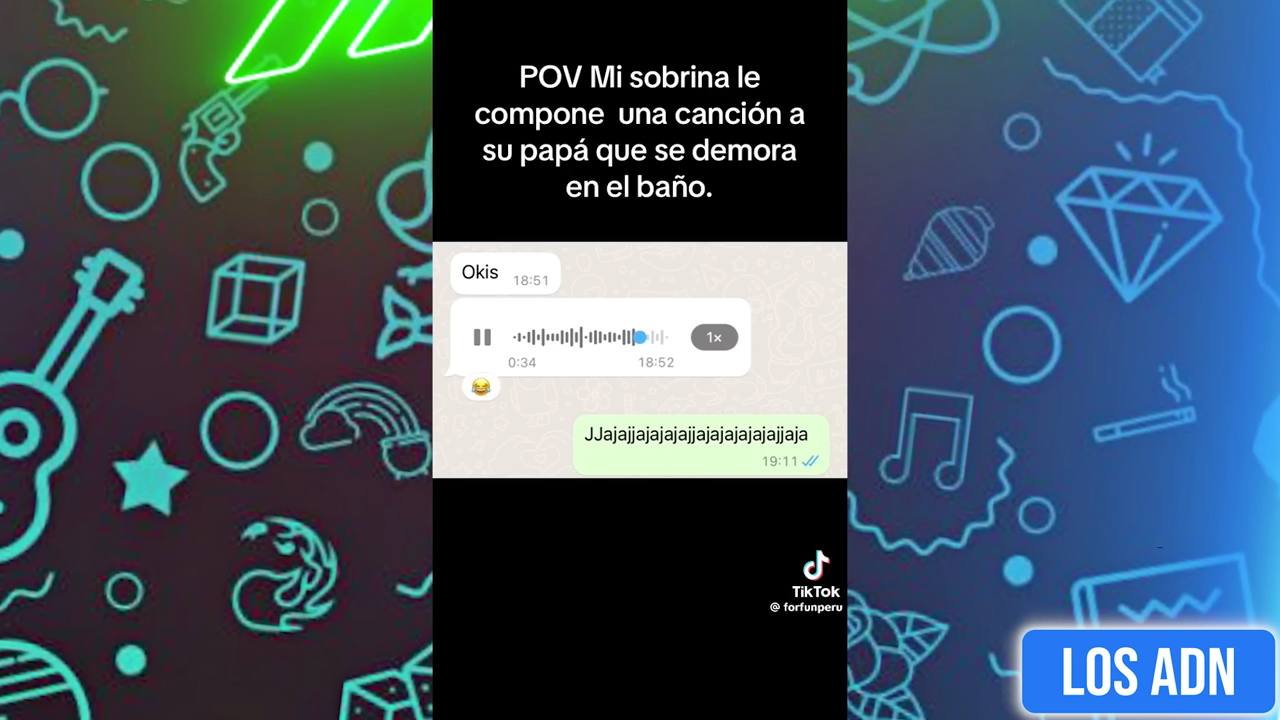 POV Mi sobrina le
compone una canción a
su papá que se demora
en el baño.
Okis 18:51
1×
0:34 18:52
JJajajjajajajajjajajajajajajjaja
19:11
TikTok
@ forfunperu
LOS ADN